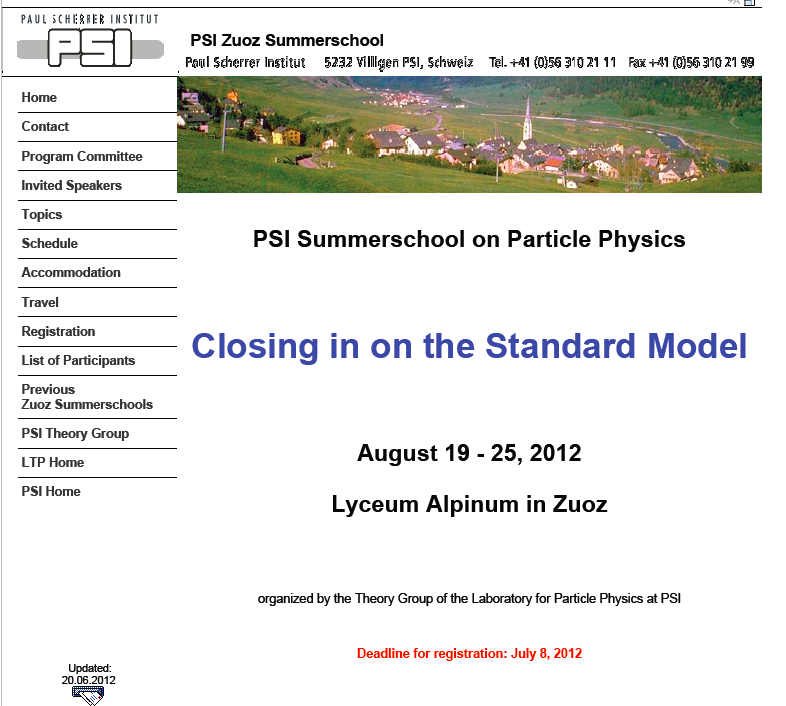 +A
PAUL SCHERRER INSTITUT
PSI
PSI Zuoz Summerschool
Paul Scherrer Institut 5232 Villigen PSI, Schweiz Tel. +41 (0)56 310 21 11 Fax +41 (0)56 310 21 99
Home
Contact
Program Committee
Invited Speakers
Topics
Schedule
Accommodation
Travel
Registration
List of Participants
Previous
Zuoz Summerschools
PSI Theory Group
LTP Home
PSI Home
Updated:
20.06.2012
PSI Summerschool on Particle Physics
Closing in on the Standard Model
August 19 - 25, 2012
Lyceum Alpinum in Zuoz
organized by the Theory Group of the Laboratory for Particle Physics at PSI
Deadline for registration: July 8, 2012